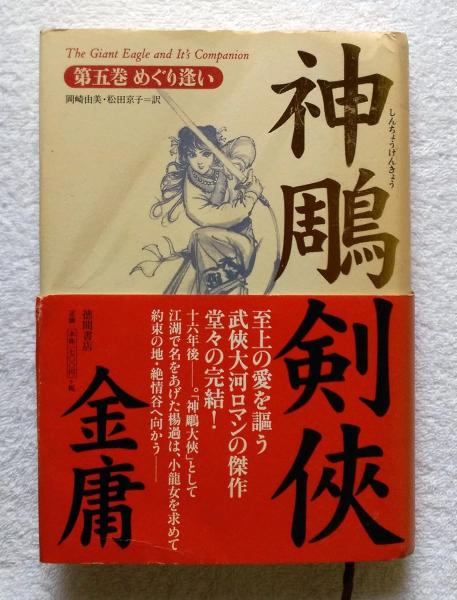 The Giant Eagle and It's Companion
第五巻 めぐり逢い
岡崎由美・松田京子＝訳
神鵰剣俠
しんちょうけんきょう
至上の愛を謳う
武俠大河ロマンの傑作
堂々の完結！
十六年後――。「神鵰大俠」として
江湖で名をあげた楊過は、小龍女を求めて
約束の地・絶情谷へ向かう――
金庸
徳間書店